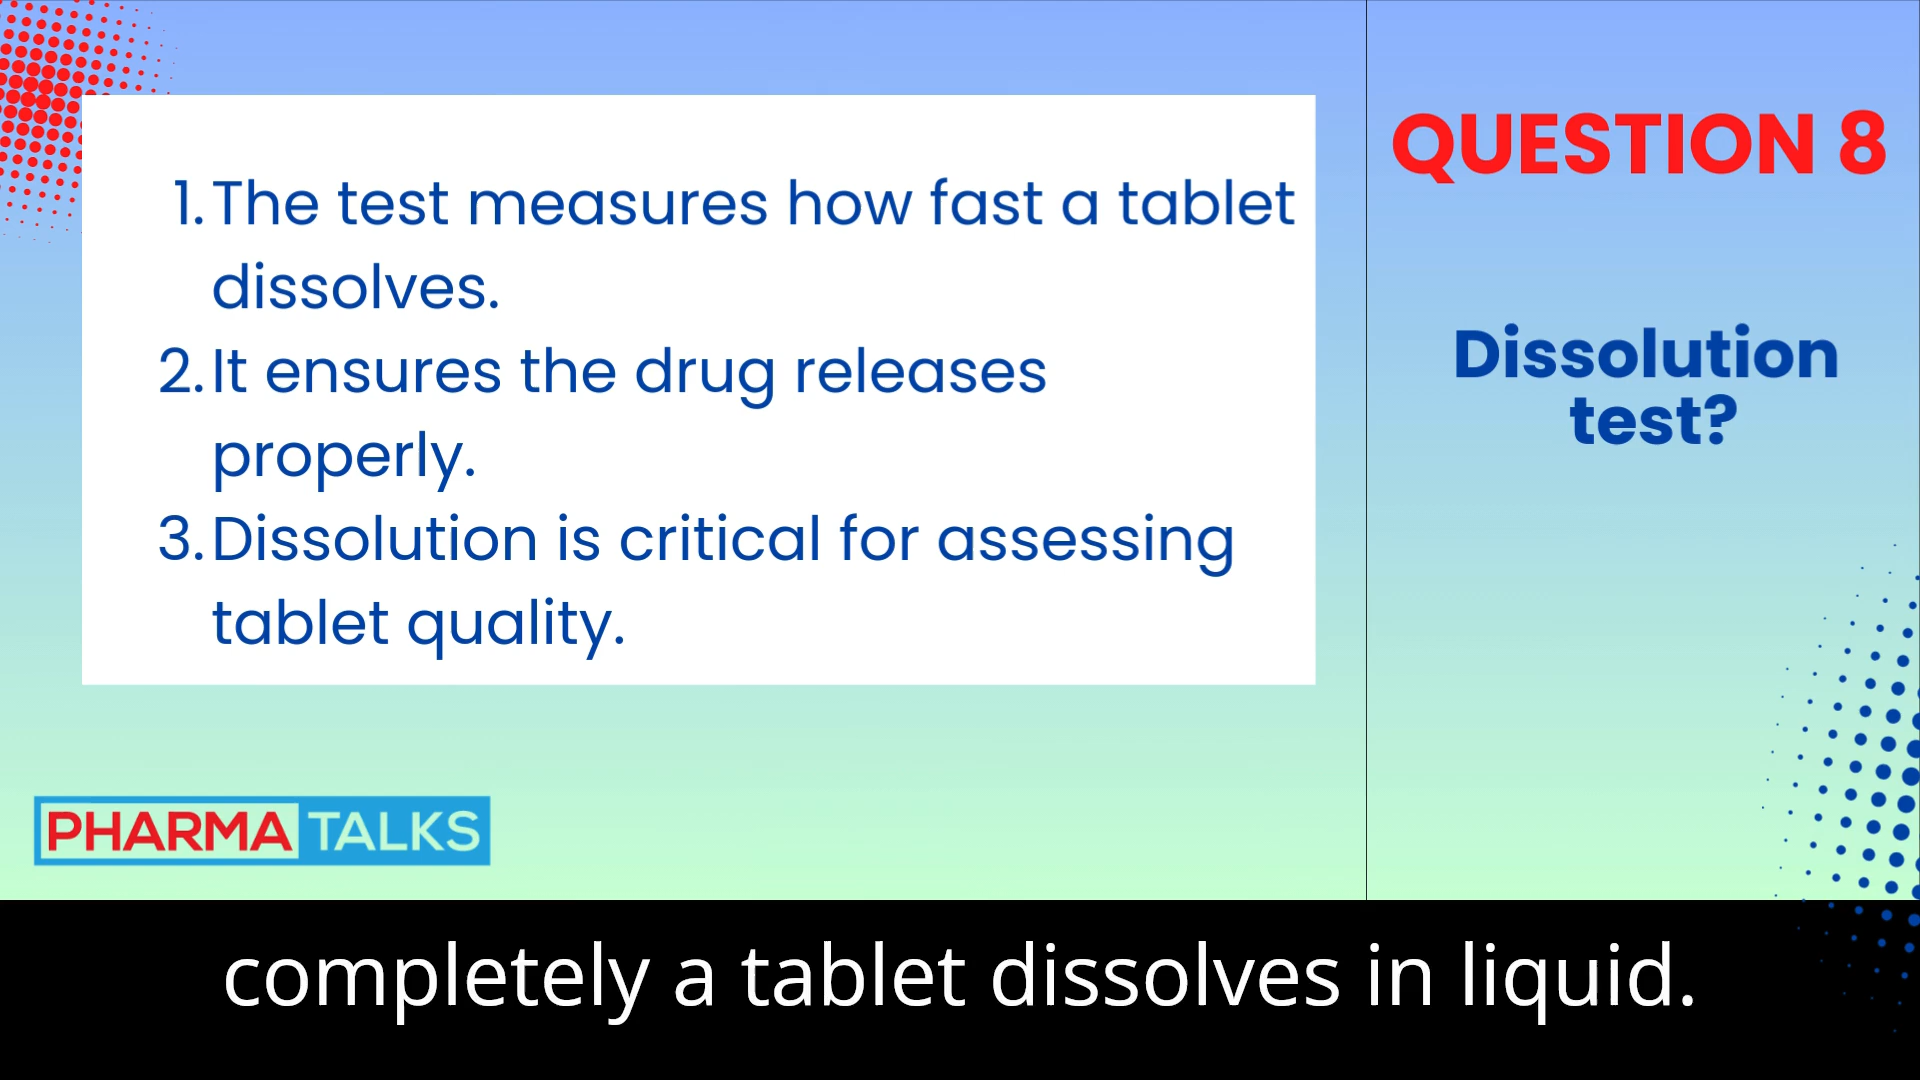 1. The test measures how fast a tablet
dissolves.
2. It ensures the drug releases
properly.
3. Dissolution is critical for assessing
tablet quality.
QUESTION 8
Dissolution
test?
PHARMA TALKS
completely a tablet dissolves in liquid.